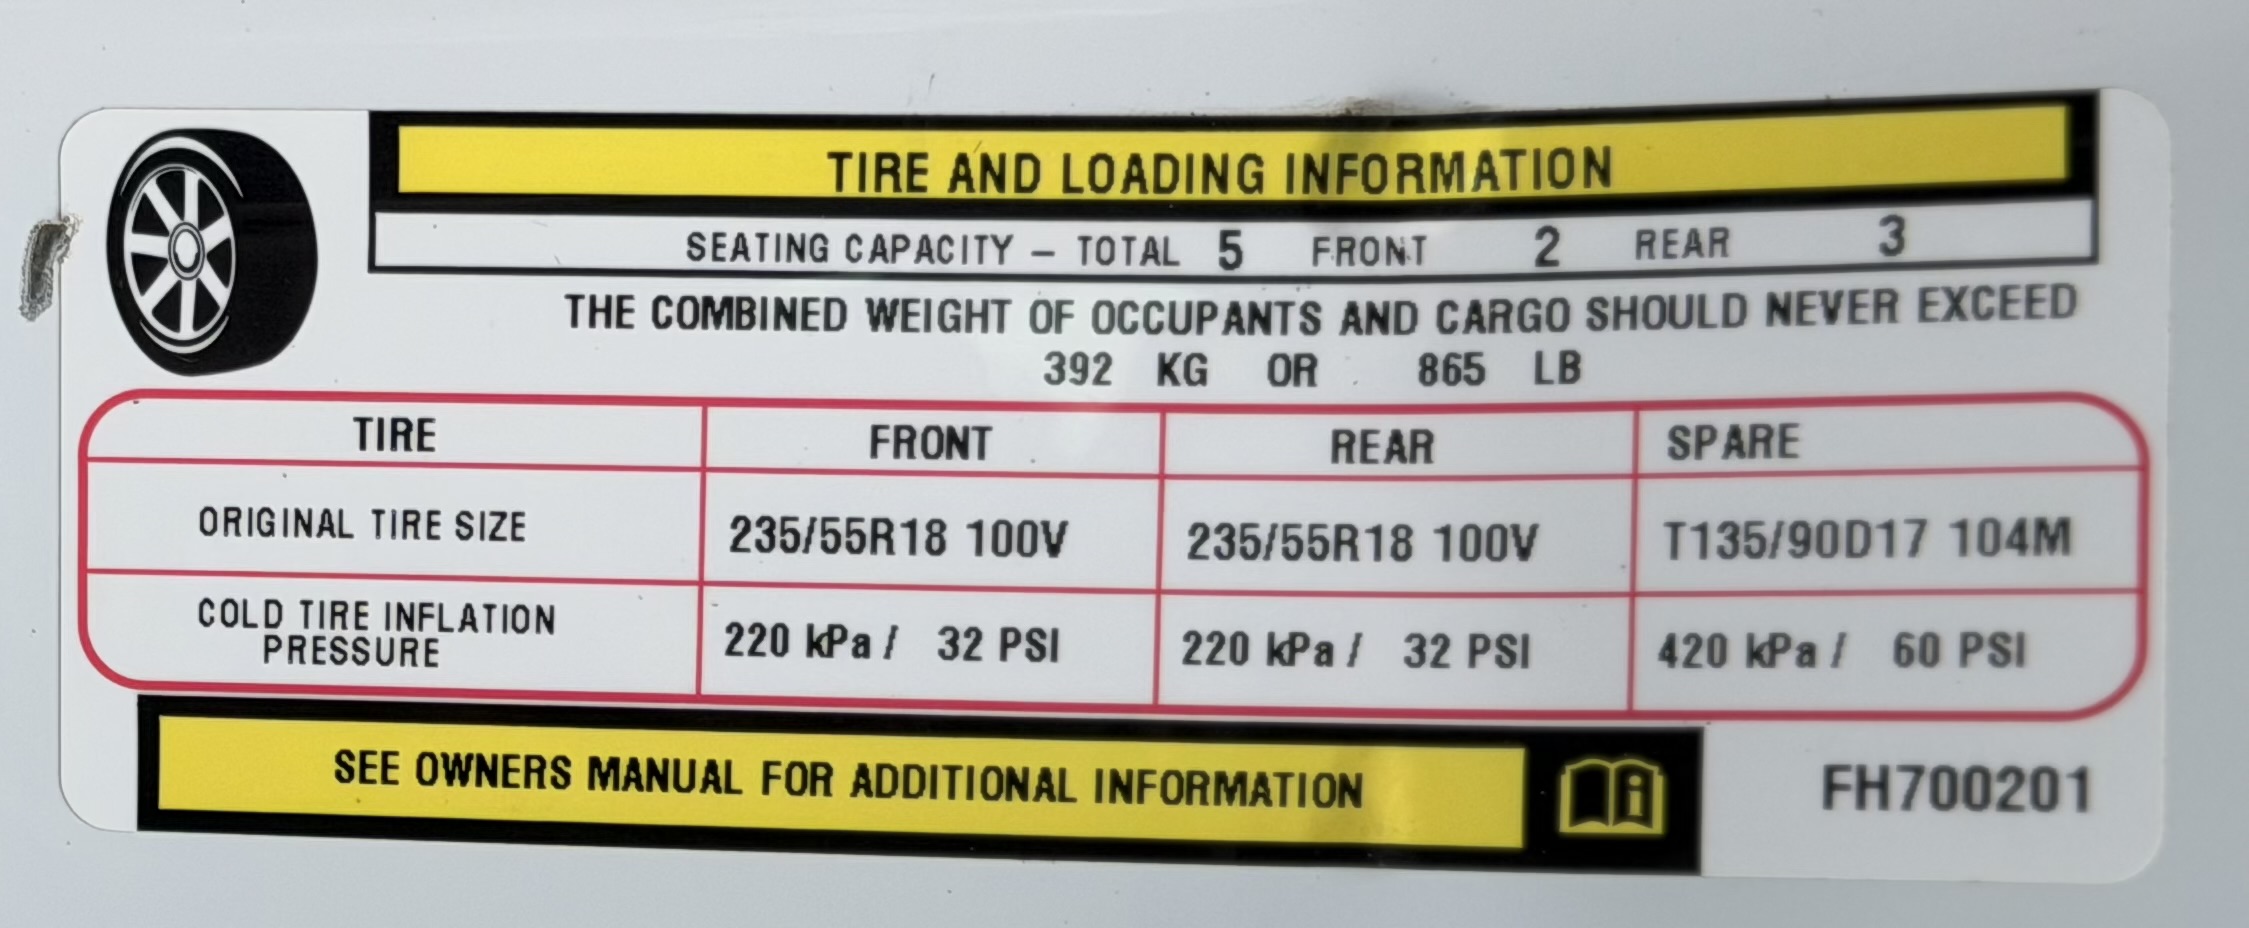 TIRE AND LOADING INFORMATION
SEATING CAPACITY – TOTAL 5 FRONT 2 REAR 3
THE COMBINED WEIGHT OF OCCUPANTS AND CARGO SHOULD NEVER EXCEED
392 KG OR 865 LB
TIRE FRONT REAR SPARE
ORIGINAL TIRE SIZE 235/55R18 100V 235/55R18 100V T135/90D17 104M
COLD TIRE INFLATION
PRESSURE 220 kPa / 32 PSI 220 kPa / 32 PSI 420 kPa / 60 PSI
SEE OWNERS MANUAL FOR ADDITIONAL INFORMATION
FH700201